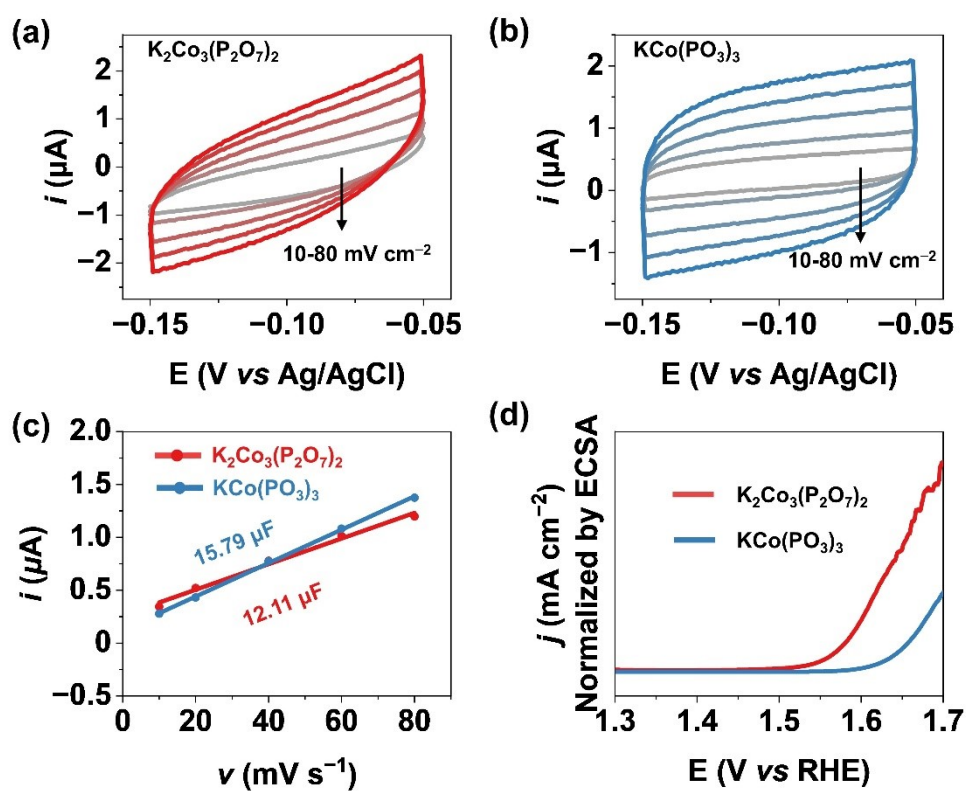 (a)
K₂Co₃(P₂O₇)₂
2
1
0
−1
−2
i (µA)
10-80 mV cm⁻²
−0.15
−0.10
−0.05
E (V vs Ag/AgCl)
(b)
KCo(PO₃)₃
2
1
0
−1
i (µA)
10-80 mV cm⁻²
−0.15
−0.10
−0.05
E (V vs Ag/AgCl)
(c)
2.0
1.5
1.0
0.5
0
−0.5
i (µA)
K₂Co₃(P₂O₇)₂
KCo(PO₃)₃
15.79 µF
12.11 µF
0
20
40
60
80
v (mV s⁻¹)
(d)
j (mA cm⁻²)
Normalized by ECSA
K₂Co₃(P₂O₇)₂
KCo(PO₃)₃
1.3
1.4
1.5
1.6
1.7
E (V vs RHE)